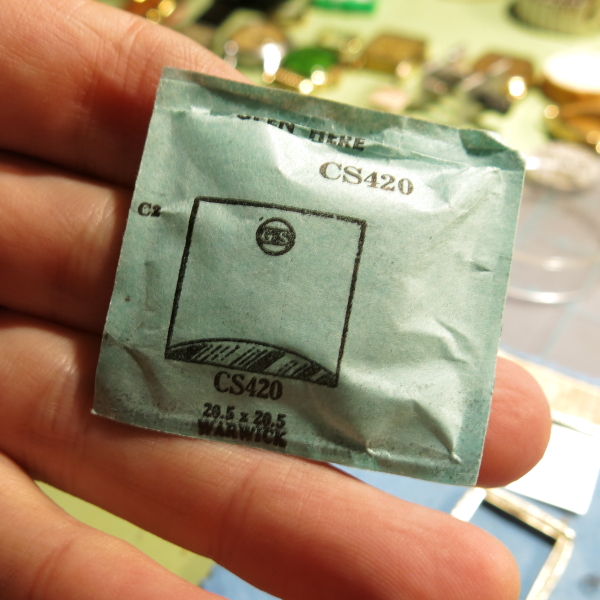 OPEN HERE
CS420
C2
GS
CS420
20.5 x 20.5
WARWICK